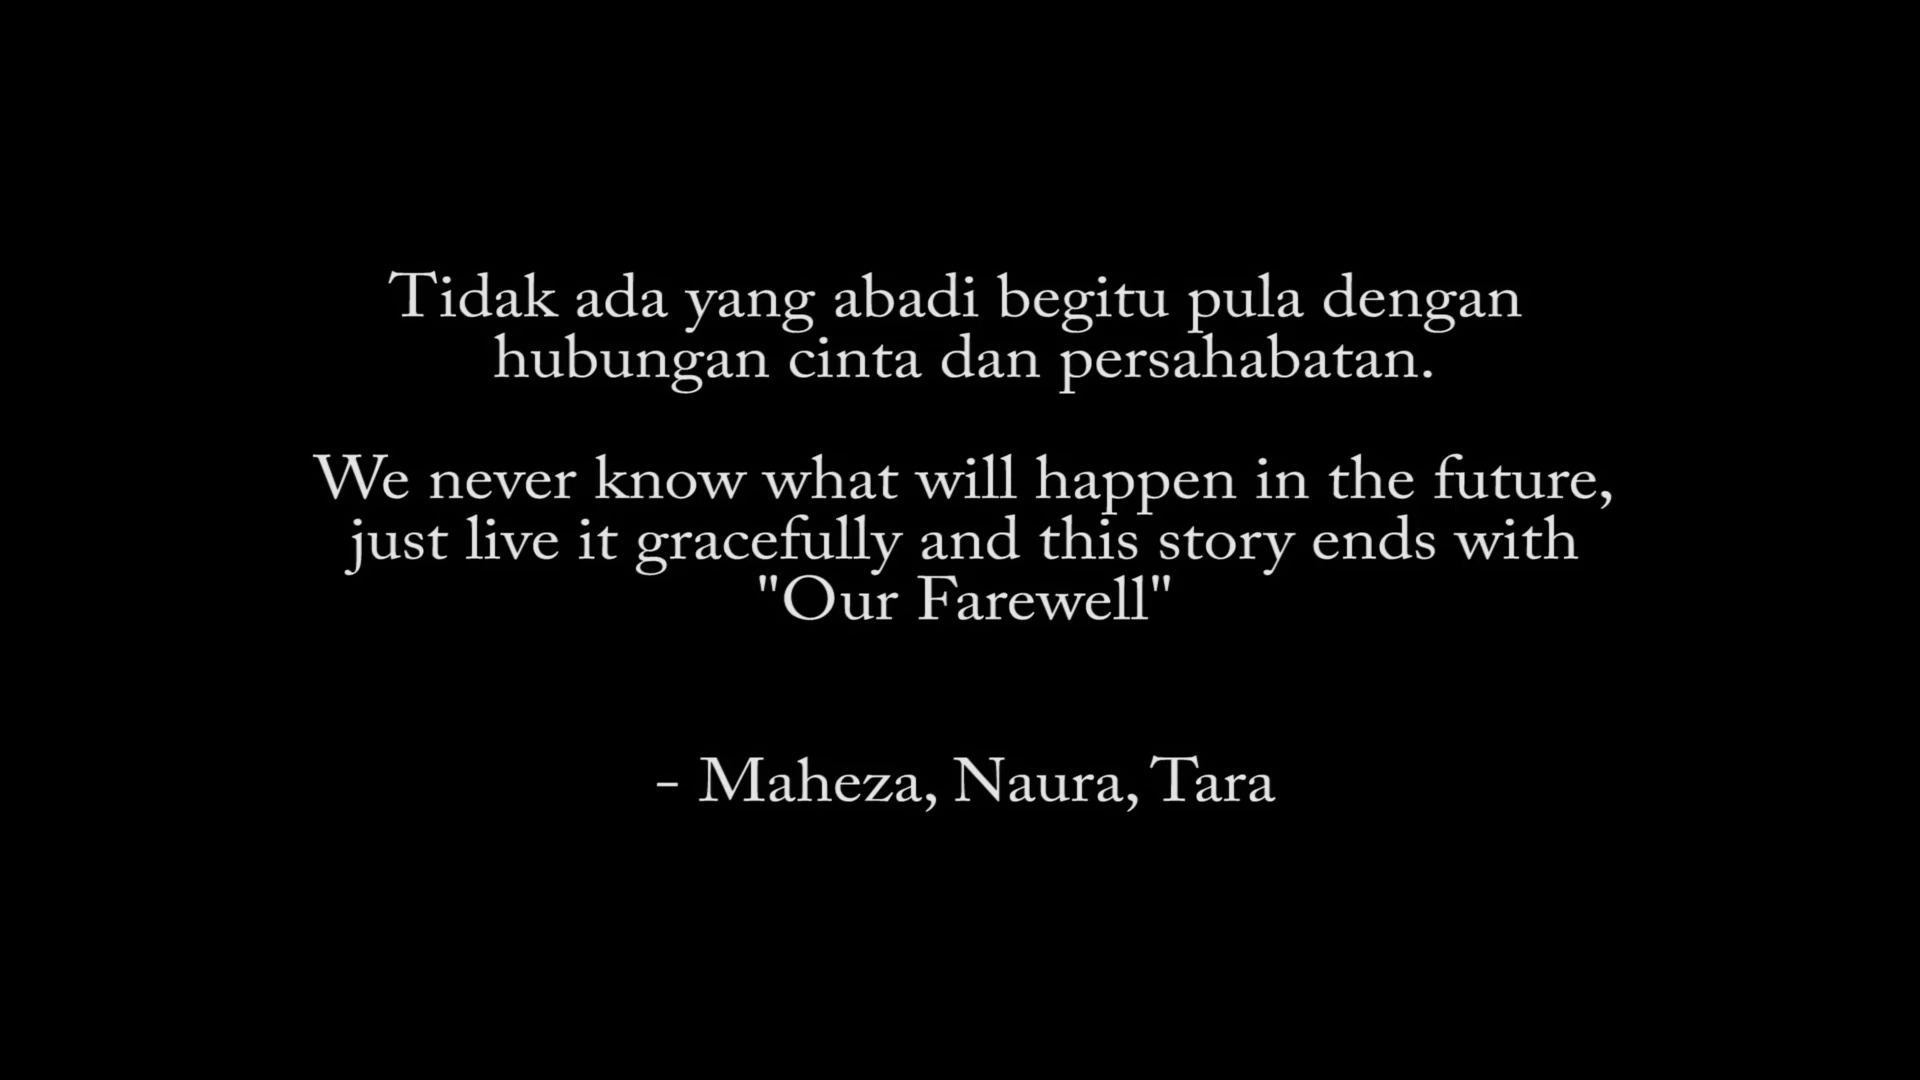 Tidak ada yang abadi begitu pula dengan
hubungan cinta dan persahabatan.
We never know what will happen in the future,
just live it gracefully and this story ends with
"Our Farewell"
- Maheza, Naura, Tara